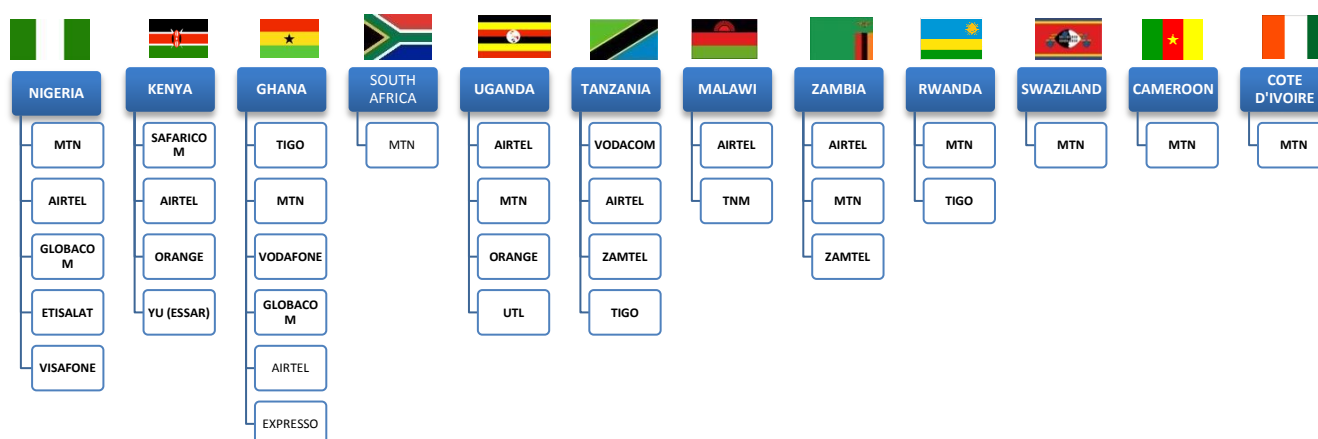 NIGERIA
MTN
AIRTEL
GLOBACO
M
ETISALAT
VISAFONE
KENYA
SAFARICO
M
AIRTEL
ORANGE
YU (ESSAR)
GHANA
TIGO
MTN
VODAFONE
GLOBACO
M
AIRTEL
EXPRESSO
SOUTH
AFRICA
MTN
UGANDA
AIRTEL
MTN
ORANGE
UTL
TANZANIA
VODACOM
AIRTEL
ZAMTEL
TIGO
MALAWI
AIRTEL
TNM
ZAMBIA
AIRTEL
MTN
ZAMTEL
RWANDA
MTN
TIGO
SWAZILAND
MTN
CAMEROON
MTN
COTE
D'IVOIRE
MTN